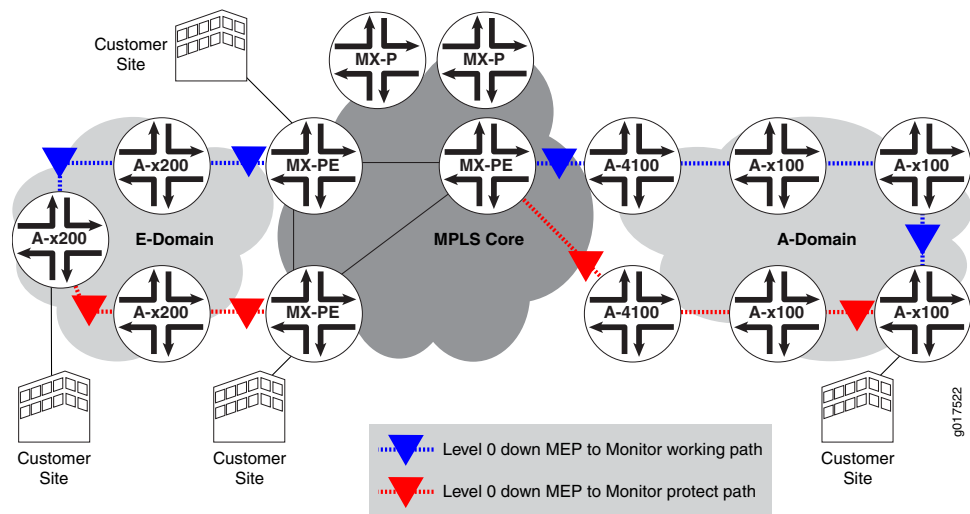 Customer
Site
MX-P
MX-P
A-x200
MX-PE
MX-PE
A-4100
A-x100
A-x100
A-x200
E-Domain
MPLS Core
A-Domain
A-x200
MX-PE
A-4100
A-x100
A-x100
Customer
Site
Customer
Site
Customer
Site
Level 0 down MEP to Monitor working path
Level 0 down MEP to Monitor protect path
g017522